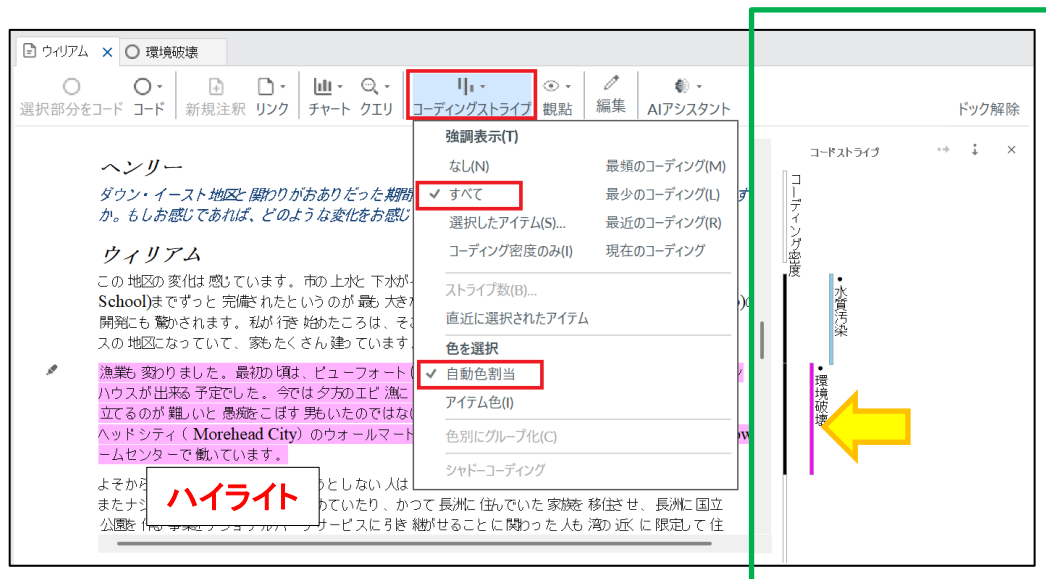 ウィリアム × 環境破壊
選択部分をコード コード 新規注釈 リンク チャート クエリ コーディングストライプ 観點 編集 AIアシスタント ドック解除
強調表示(T)
なし(N) 最頻のコーディング(M)
すべて 最少のコーディング(L)
選択したアイテム(S)... 最近のコーディング(R)
コーディング密度のみ(I) 現在のコーディング
ストライプ数(B)...
直近に選択されたアイテム
色を選択
自動色割当
アイテム色(I)
色別にグループ化(C)
シャドーコーディング
ヘンリー
ダウン・イースト地区と関わりがおありだった期間
か。もしお感じであれば、どのような変化をお感じ
ウィリアム
この地区の変化は感じています。市の上水と下水が
School)までずっと完備されたというのが最も大き
開発にも驚かされます。私が行き始めたころは、そ
スの地区になっていて、家もたくさん建っています
漁業も変わりました。最初の頃は、ビューフォート
ハウスが出来る予定でした。今では夕方のエビ漁に
立てるのが難しいと愚痴をこぼす男もいたのではな
ヘッドシティ（Morehead City）のウォールマート
ームセンターで働いています。
よそから うとしない人は
またナシ めていたり、かつて長洲に住んでいた家族を移住させ、長洲に国立
公園を作る事業をナショナルパークサービスに引き継がせることに関わった人も湾の近くに限定して住
ハイライト
コードストライプ
コーディング密度
水質汚染
環境破壊